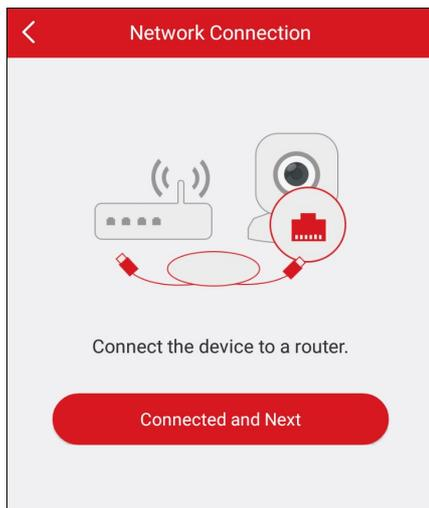 Network Connection
Connect the device to a router.
Connected and Next